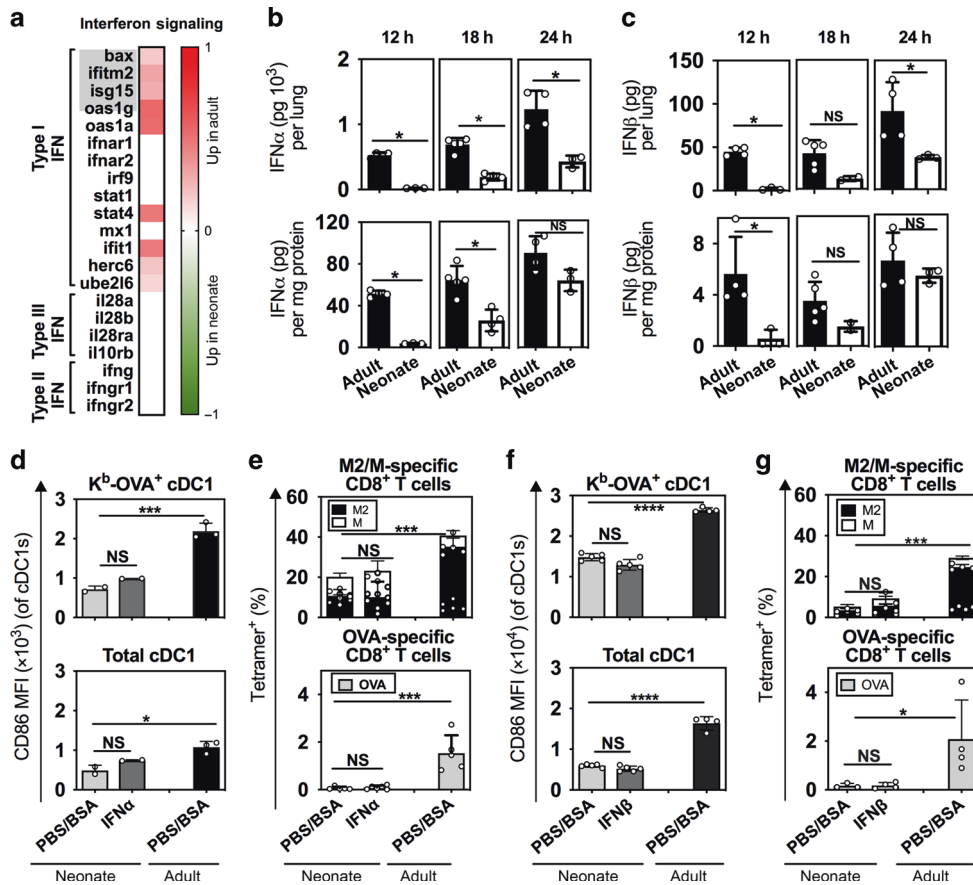 a
Interferon signaling
Type I
IFN
bax
ifitm2
isg15
oas1g
oas1a
ifnar1
ifnar2
irf9
stat1
stat4
mx1
ifit1
herc6
ube2l6
Type III
IFN
il28a
il28b
il28ra
il10rb
Type II
IFN
ifng
ifngr1
ifngr2
1
0
−1
Up in adult
Up in neonate
b
12 h 18 h 24 h
IFNα (pg 10³)
per lung
2
1
0
* * *
IFNα (pg)
per mg protein
120
90
60
30
0
* * NS
Adult Neonate Adult Neonate Adult Neonate
c
12 h 18 h 24 h
IFNβ (pg)
per lung
150
100
50
0
* NS *
IFNβ (pg)
per mg protein
8
6
4
2
0
* NS NS
Adult Neonate Adult Neonate Adult Neonate
d
CD86 MFI (×10³) (of cDC1s)
Kᵇ-OVA⁺ cDC1
3
2
1
0
***
NS
Total cDC1
3
2
1
0
*
NS
PBS/BSA IFNα PBS/BSA
Neonate Adult
e
Tetramer⁺ (%)
M2/M-specific
CD8⁺ T cells
60
40
20
0
M2
M
***
NS
OVA-specific
CD8⁺ T cells
4
2
0
OVA
***
NS
PBS/BSA IFNα PBS/BSA
Neonate Adult
f
CD86 MFI (×10⁴) (of cDC1s)
Kᵇ-OVA⁺ cDC1
3
2
1
0
****
NS
Total cDC1
3
2
1
0
****
NS
PBS/BSA IFNβ PBS/BSA
Neonate Adult
g
Tetramer⁺ (%)
M2/M-specific
CD8⁺ T cells
60
40
20
0
M2
M
***
NS
OVA-specific
CD8⁺ T cells
4
2
0
OVA
*
NS
PBS/BSA IFNβ PBS/BSA
Neonate Adult